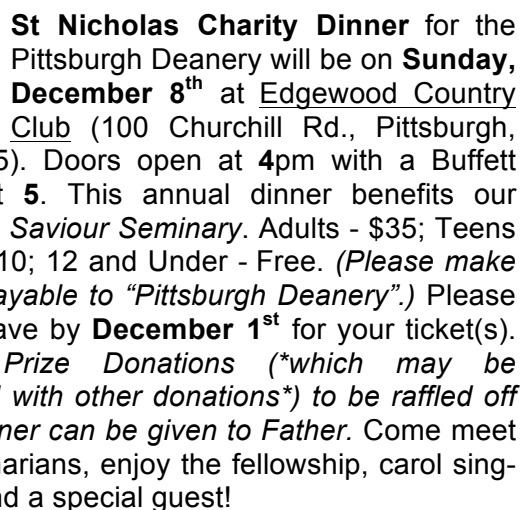 St Nicholas Charity Dinner for the
Pittsburgh Deanery will be on Sunday,
December 8th at Edgewood Country
Club (100 Churchill Rd., Pittsburgh,
5). Doors open at 4pm with a Buffett
t 5. This annual dinner benefits our
Saviour Seminary. Adults - $35; Teens
10; 12 and Under - Free. (Please make
ayable to “Pittsburgh Deanery”.) Please
ave by December 1st for your ticket(s).
Prize Donations (*which may be
with other donations*) to be raffled off
ner can be given to Father. Come meet
narians, enjoy the fellowship, carol sing-
nd a special guest!